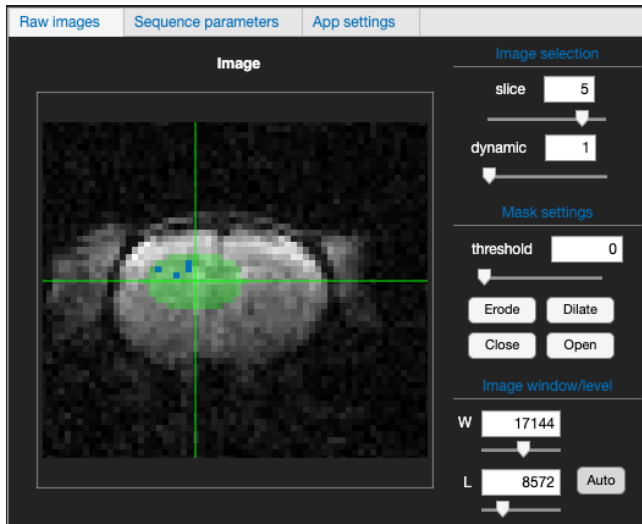 Raw images Sequence parameters App settings
Image
Image selection
slice 5
dynamic 1
Mask settings
threshold 0
Erode Dilate
Close Open
Image window/level
W 17144
L 8572 Auto